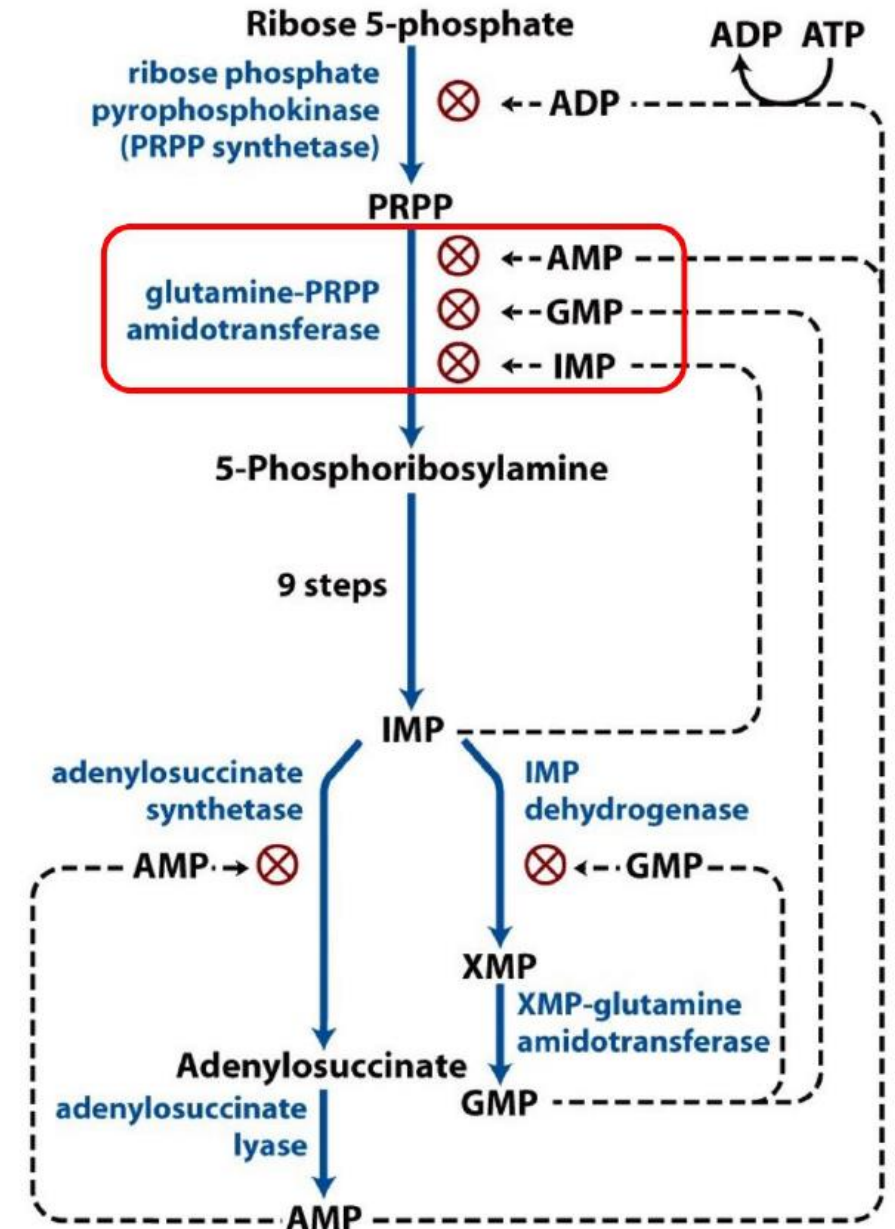 Ribose 5-phosphate
ADP ATP
ribose phosphate
pyrophosphokinase
(PRPP synthetase)
ADP
PRPP
AMP
glutamine-PRPP
amidotransferase
GMP
IMP
5-Phosphoribosylamine
9 steps
IMP
adenylosuccinate
synthetase
IMP
dehydrogenase
AMP
GMP
XMP
XMP-glutamine
amidotransferase
Adenylosuccinate
GMP
adenylosuccinate
lyase
AMP